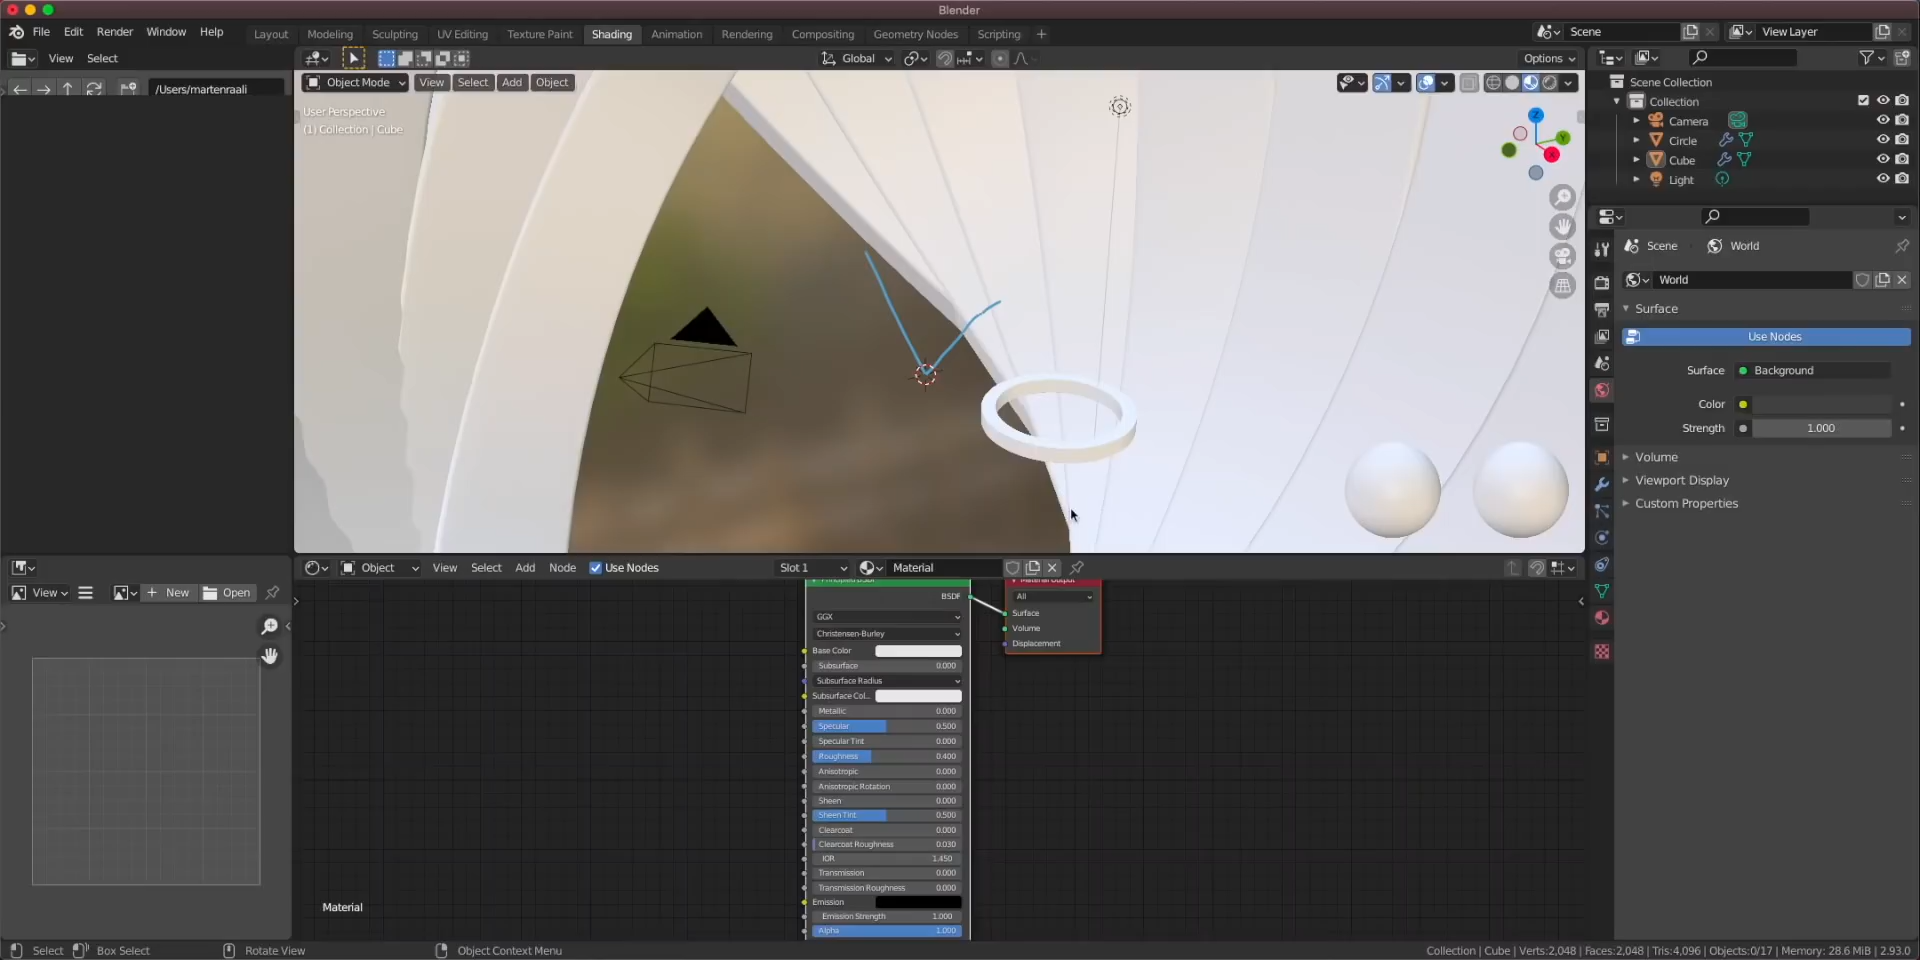 Blender
File Edit Render Window Help
Layout Modeling Sculpting UV Editing Texture Paint Shading Animation Rendering Compositing Geometry Nodes Scripting +
Scene
View Layer
View Select
Global
Options
/Users/martenraali
Object Mode View Select Add Object
User Perspective
(1) Collection | Cube
Z
Y
X
Scene Collection
Collection
Camera
Circle
Cube
Light
Scene World
World
Surface
Use Nodes
Surface Background
Color
Strength 1.000
Volume
Viewport Display
Custom Properties
View + New Open
Object View Select Add Node Use Nodes Slot 1 Material
BSDF
GGX
Christensen-Burley
Base Color
Subsurface 0.000
Subsurface Radius
Subsurface Col..
Metallic 0.000
Specular 0.500
Specular Tint 0.000
Roughness 0.400
Anisotropic 0.000
Anisotropic Rotation 0.000
Sheen 0.000
Sheen Tint 0.500
Clearcoat 0.000
Clearcoat Roughness 0.030
IOR 1.450
Transmission 0.000
Transmission Roughness 0.000
Emission
Emission Strength 1.000
Alpha 1.000
Material Output
All
Surface
Volume
Displacement
Material
Select Box Select Rotate View Object Context Menu
Collection | Cube | Verts:2,048 | Faces:2,048 | Tris:4,096 | Objects:0/17 | Memory: 28.6 MiB | 2.93.0